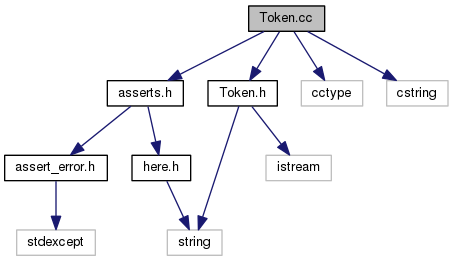 Token.cc
asserts.h
Token.h
cctype
cstring
assert_error.h
here.h
istream
stdexcept
string